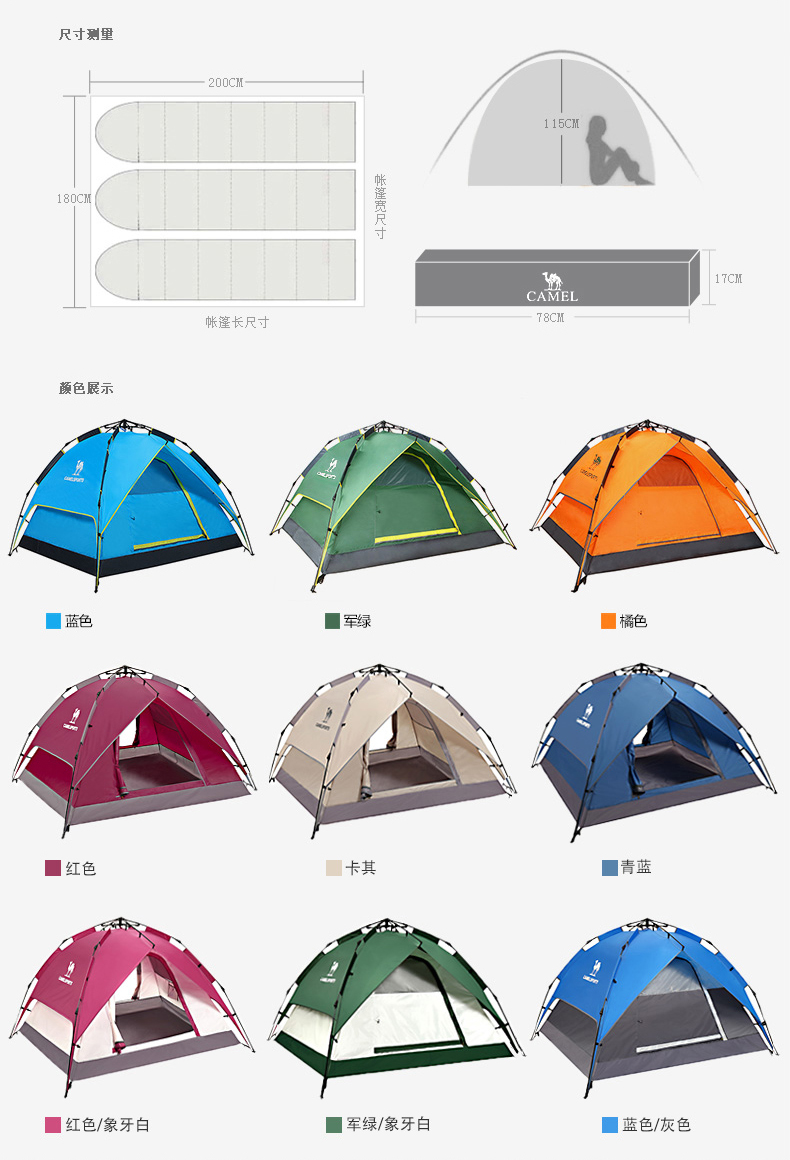 尺寸测量
200CM
180CM
帐篷宽尺寸
帐篷长尺寸
115CM
CAMEL
17CM
78CM
颜色展示
蓝色
军绿
橘色
红色
卡其
青蓝
红色/象牙白
军绿/象牙白
蓝色/灰色